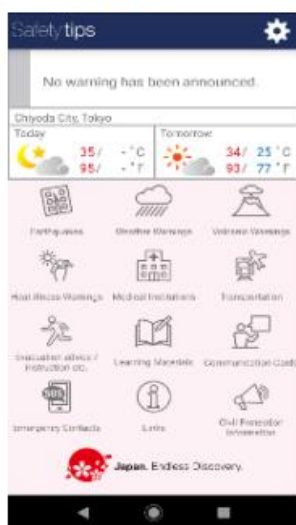 Safety tips
No warning has been announced.
Chiyoda City, Tokyo
Today
Tomorrow
35/ - °C
95/ - °F
34/ 25 °C
93/ 77 °F
Earthquakes
Weather Warnings
Volcanic Warnings
Heat Illness Warnings
Medical Institutions
Transportation
Evacuation advice /
Instruction etc.
Learning Materials
Communication Cards
SOS
Emergency Contacts
Links
Civil Protection
Information
Japan. Endless Discovery.